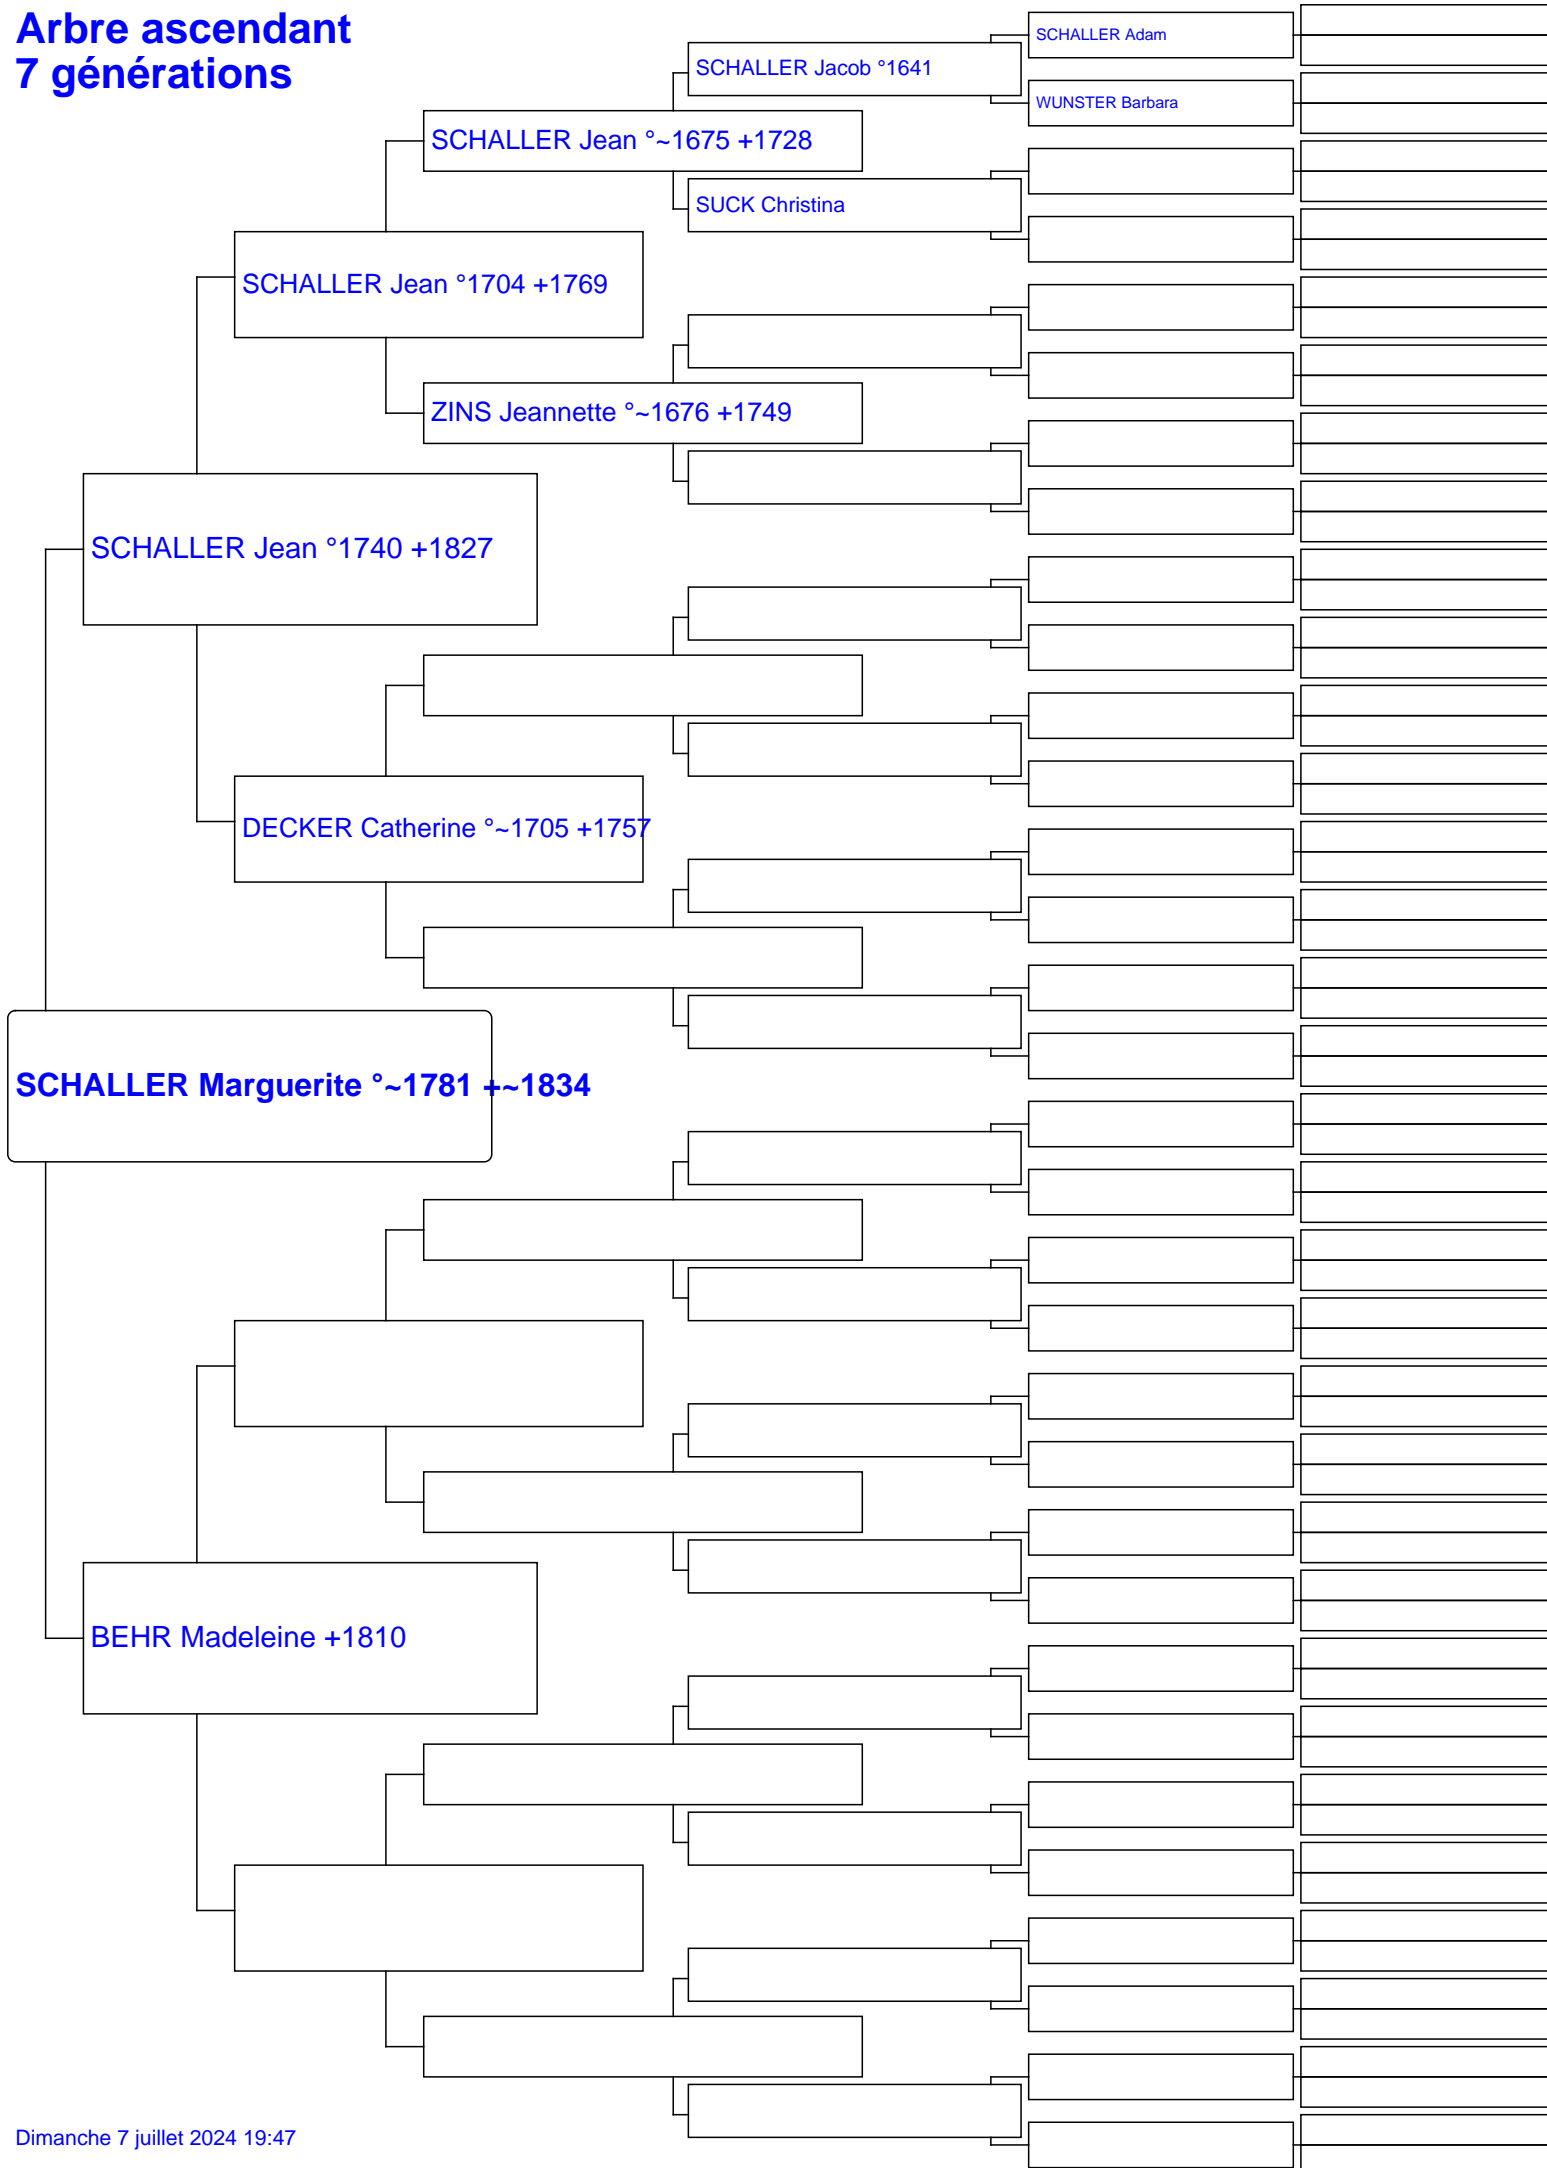 Arbre ascendant
7 générations
SCHALLER Adam
SCHALLER Jacob °1641
WUNSTER Barbara
SCHALLER Jean °~1675 +1728
SUCK Christina
SCHALLER Jean °1704 +1769
ZINS Jeannette °~1676 +1749
SCHALLER Jean °1740 +1827
DECKER Catherine °~1705 +1757
SCHALLER Marguerite °~1781 +~1834
BEHR Madeleine +1810
Dimanche 7 juillet 2024 19:47